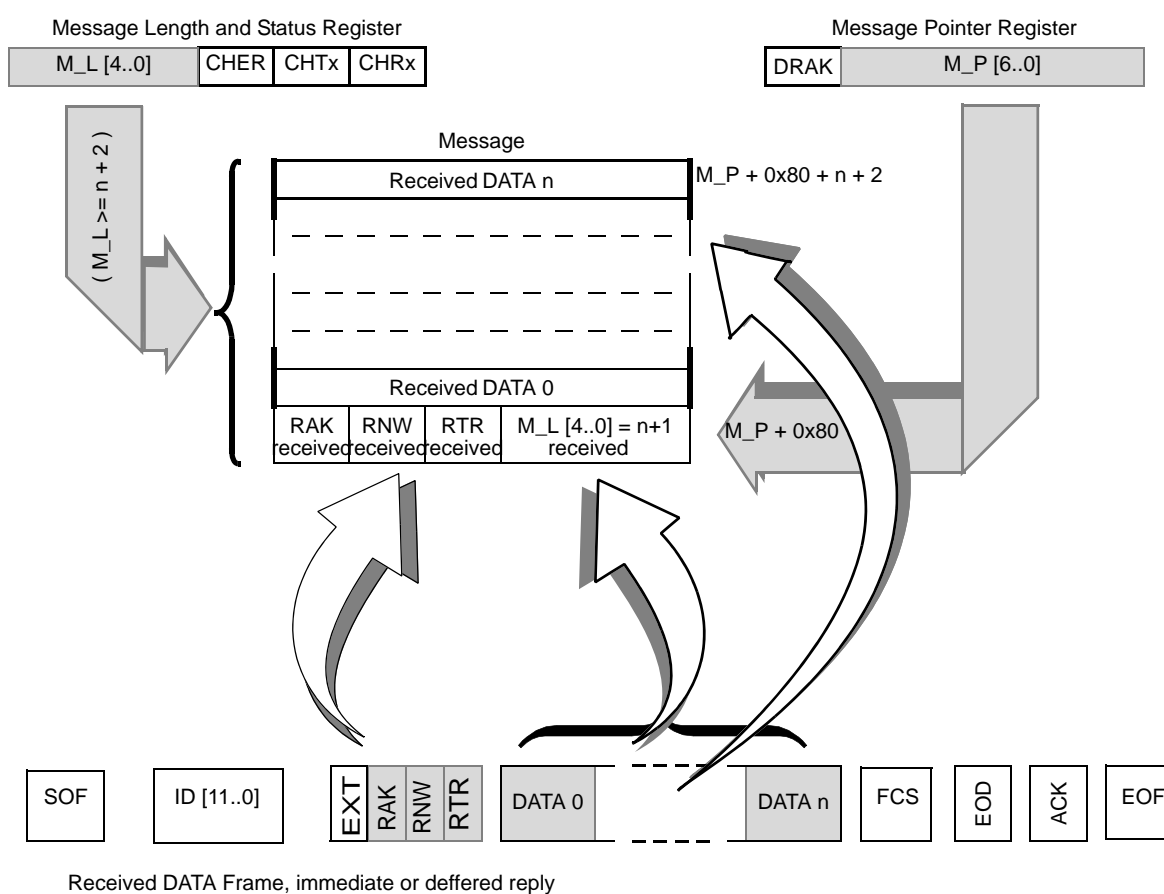 Message Length and Status Register
Message Pointer Register
M_L [4..0] CHER CHTx CHRx
DRAK M_P [6..0]
( M_L >= n + 2 )
Message
Received DATA n
M_P + 0x80 + n + 2
Received DATA 0
RAK received
RNW received
RTR received
M_L [4..0] = n+1
received
M_P + 0x80
SOF
ID [11..0]
EXT
RAK
RNW
RTR
DATA 0
DATA n
FCS
EOD
ACK
EOF
Received DATA Frame, immediate or deffered reply